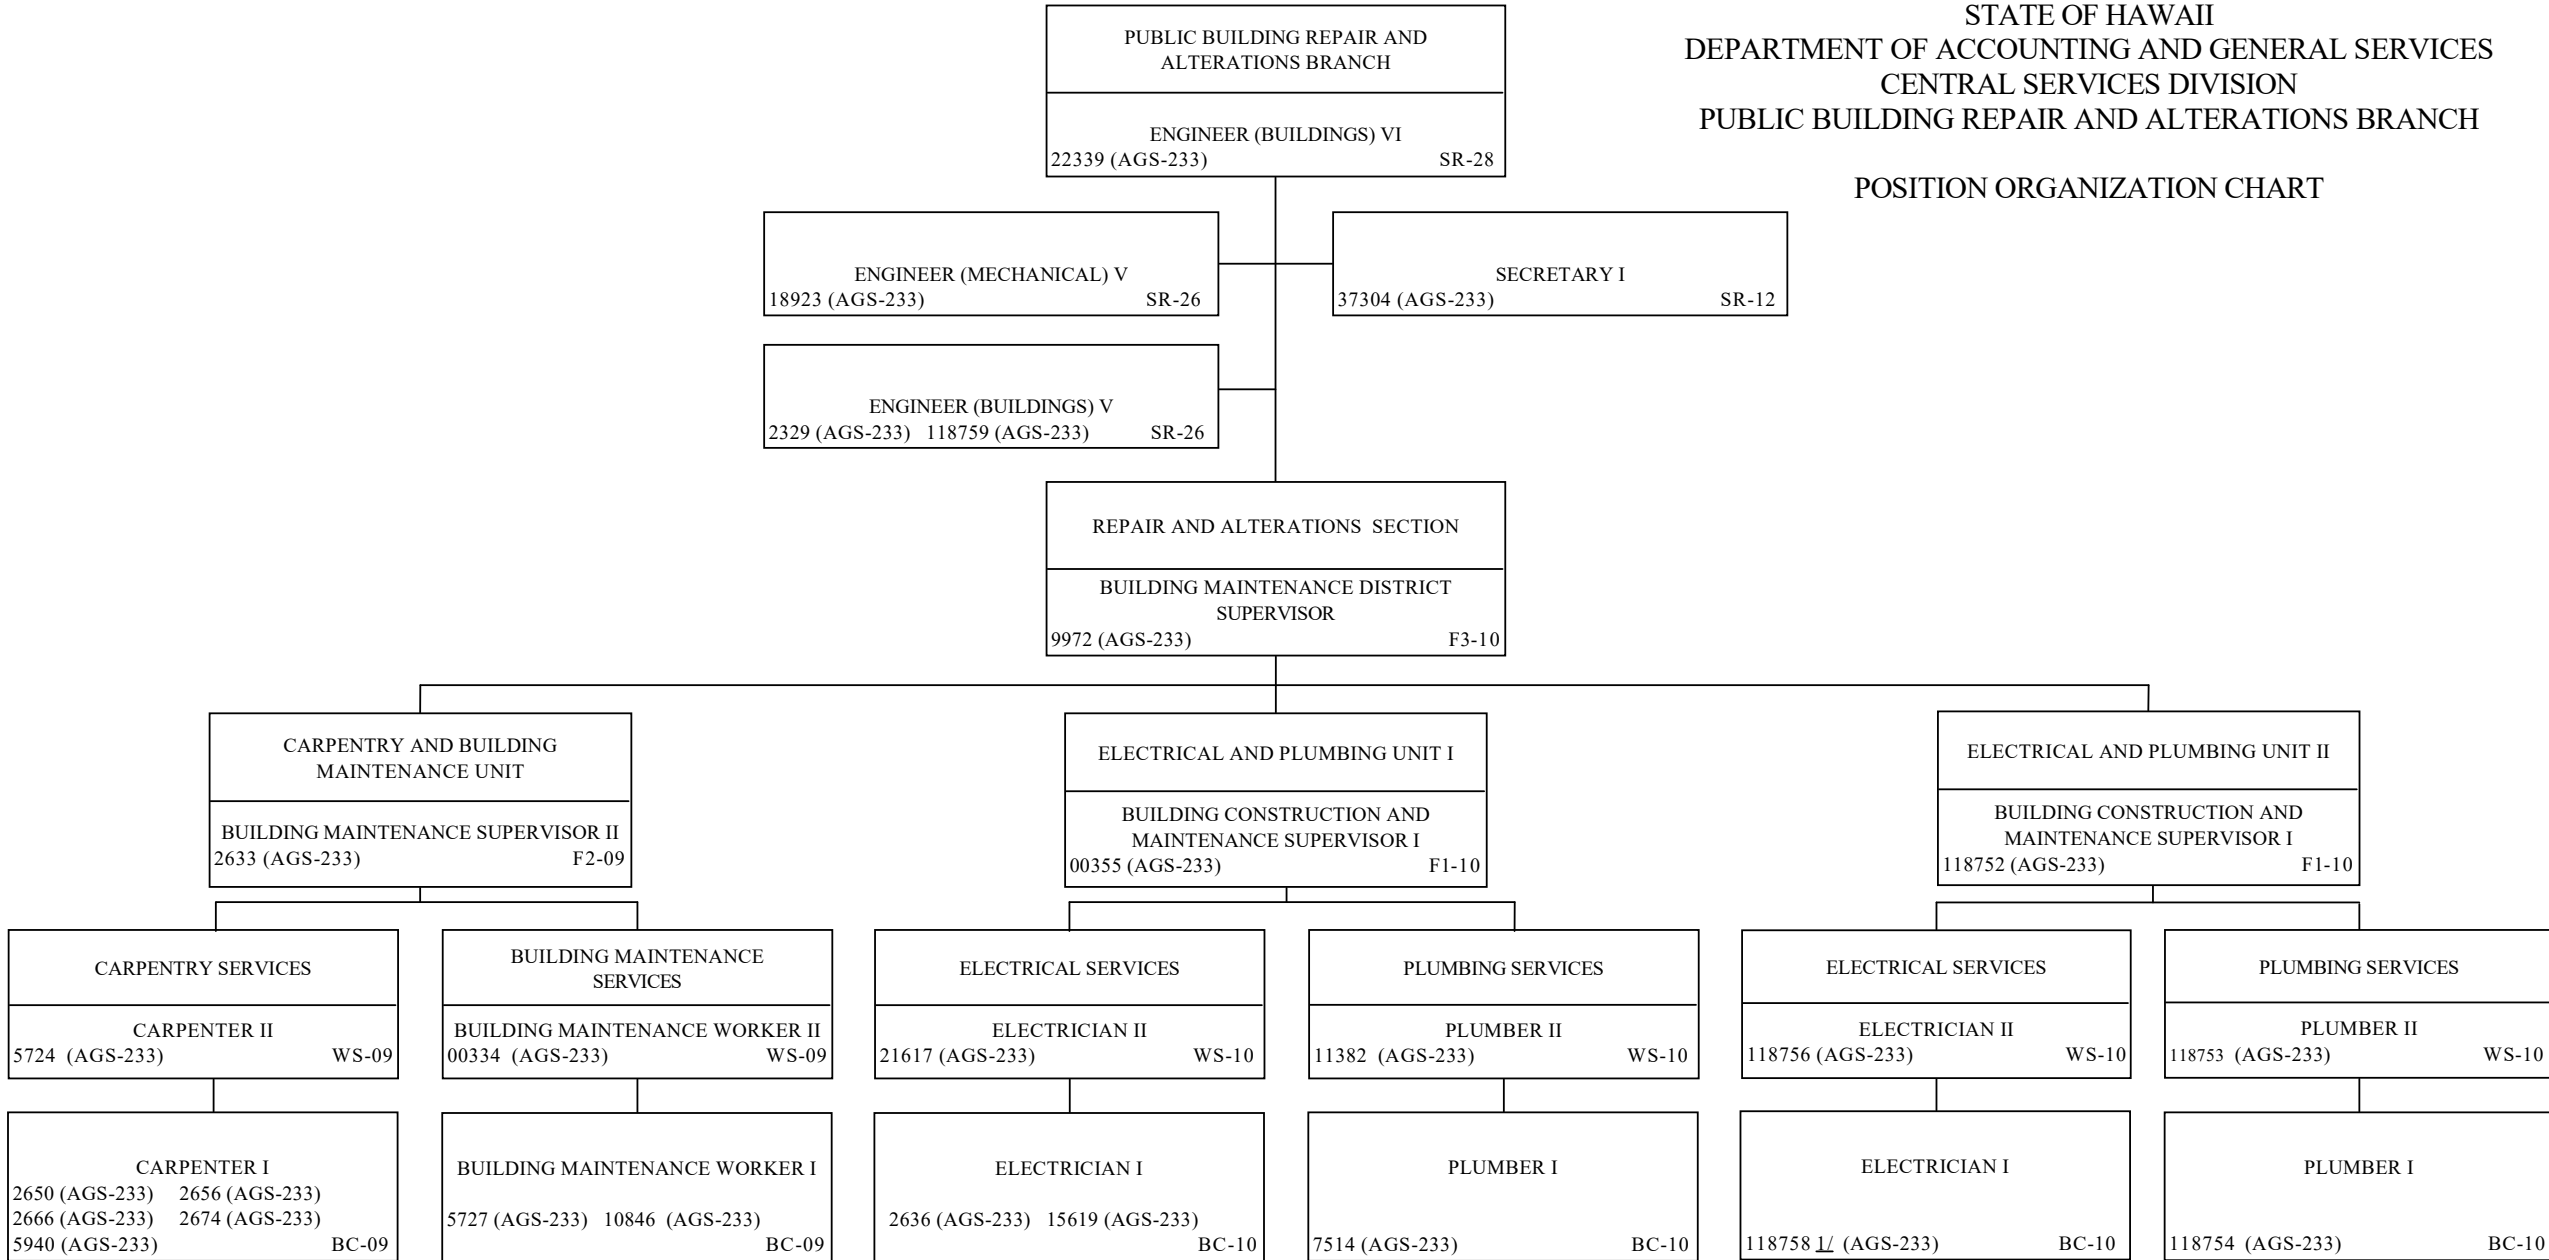 STATE OF HAWAII
DEPARTMENT OF ACCOUNTING AND GENERAL SERVICES
CENTRAL SERVICES DIVISION
PUBLIC BUILDING REPAIR AND ALTERATIONS BRANCH
POSITION ORGANIZATION CHART
PUBLIC BUILDING REPAIR AND
ALTERATIONS BRANCH
ENGINEER (BUILDINGS) VI
22339 (AGS-233) SR-28
ENGINEER (MECHANICAL) V
18923 (AGS-233) SR-26
SECRETARY I
37304 (AGS-233) SR-12
ENGINEER (BUILDINGS) V
2329 (AGS-233) 118759 (AGS-233) SR-26
REPAIR AND ALTERATIONS SECTION
BUILDING MAINTENANCE DISTRICT
SUPERVISOR
9972 (AGS-233) F3-10
CARPENTRY AND BUILDING
MAINTENANCE UNIT
BUILDING MAINTENANCE SUPERVISOR II
2633 (AGS-233) F2-09
ELECTRICAL AND PLUMBING UNIT I
BUILDING CONSTRUCTION AND
MAINTENANCE SUPERVISOR I
00355 (AGS-233) F1-10
ELECTRICAL AND PLUMBING UNIT II
BUILDING CONSTRUCTION AND
MAINTENANCE SUPERVISOR I
118752 (AGS-233) F1-10
CARPENTRY SERVICES
CARPENTER II
5724 (AGS-233) WS-09
BUILDING MAINTENANCE
SERVICES
BUILDING MAINTENANCE WORKER II
00334 (AGS-233) WS-09
ELECTRICAL SERVICES
ELECTRICIAN II
21617 (AGS-233) WS-10
PLUMBING SERVICES
PLUMBER II
11382 (AGS-233) WS-10
ELECTRICAL SERVICES
ELECTRICIAN II
118756 (AGS-233) WS-10
PLUMBING SERVICES
PLUMBER II
118753 (AGS-233) WS-10
CARPENTER I
2650 (AGS-233) 2656 (AGS-233)
2666 (AGS-233) 2674 (AGS-233)
5940 (AGS-233) BC-09
BUILDING MAINTENANCE WORKER I
5727 (AGS-233) 10846 (AGS-233)
BC-09
ELECTRICIAN I
2636 (AGS-233) 15619 (AGS-233)
BC-10
PLUMBER I
7514 (AGS-233) BC-10
ELECTRICIAN I
118758 1/ (AGS-233) BC-10
PLUMBER I
118754 (AGS-233) BC-10